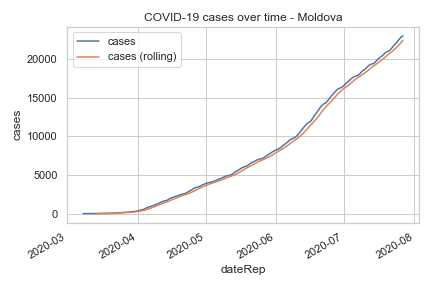 COVID-19 cases over time - Moldova
cases
cases (rolling)
20000
15000
10000
5000
0
cases
2020-03
2020-04
2020-05
2020-06
2020-07
2020-08
dateRep